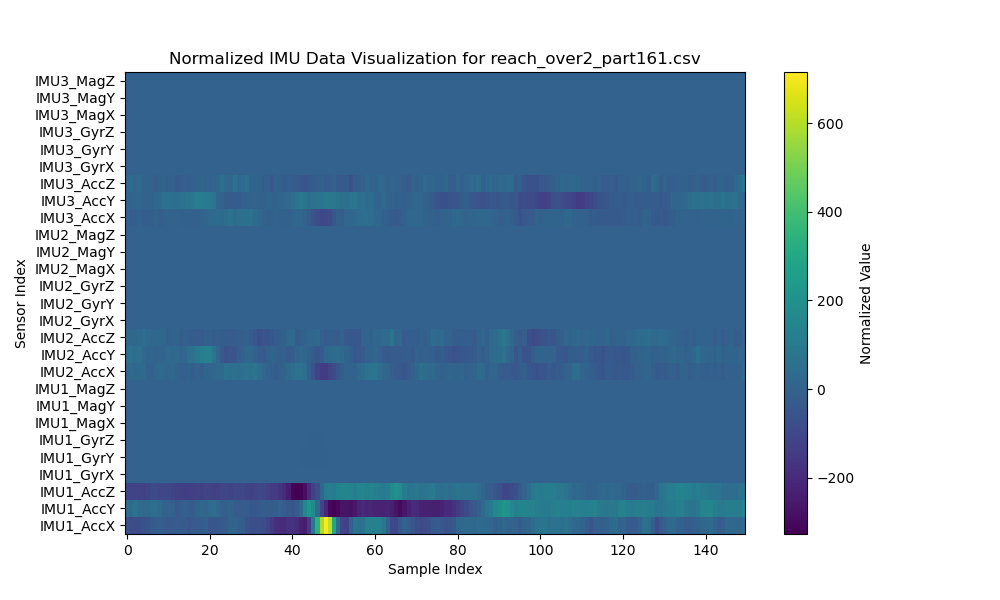 Normalized IMU Data Visualization for reach_over2_part161.csv
IMU3_MagZ
IMU3_MagY
IMU3_MagX
IMU3_GyrZ
IMU3_GyrY
IMU3_GyrX
IMU3_AccZ
IMU3_AccY
IMU3_AccX
IMU2_MagZ
IMU2_MagY
IMU2_MagX
IMU2_GyrZ
IMU2_GyrY
IMU2_GyrX
IMU2_AccZ
IMU2_AccY
IMU2_AccX
IMU1_MagZ
IMU1_MagY
IMU1_MagX
IMU1_GyrZ
IMU1_GyrY
IMU1_GyrX
IMU1_AccZ
IMU1_AccY
IMU1_AccX
Sensor Index
0 20 40 60 80 100 120 140
Sample Index
600
400
200
0
−200
Normalized Value